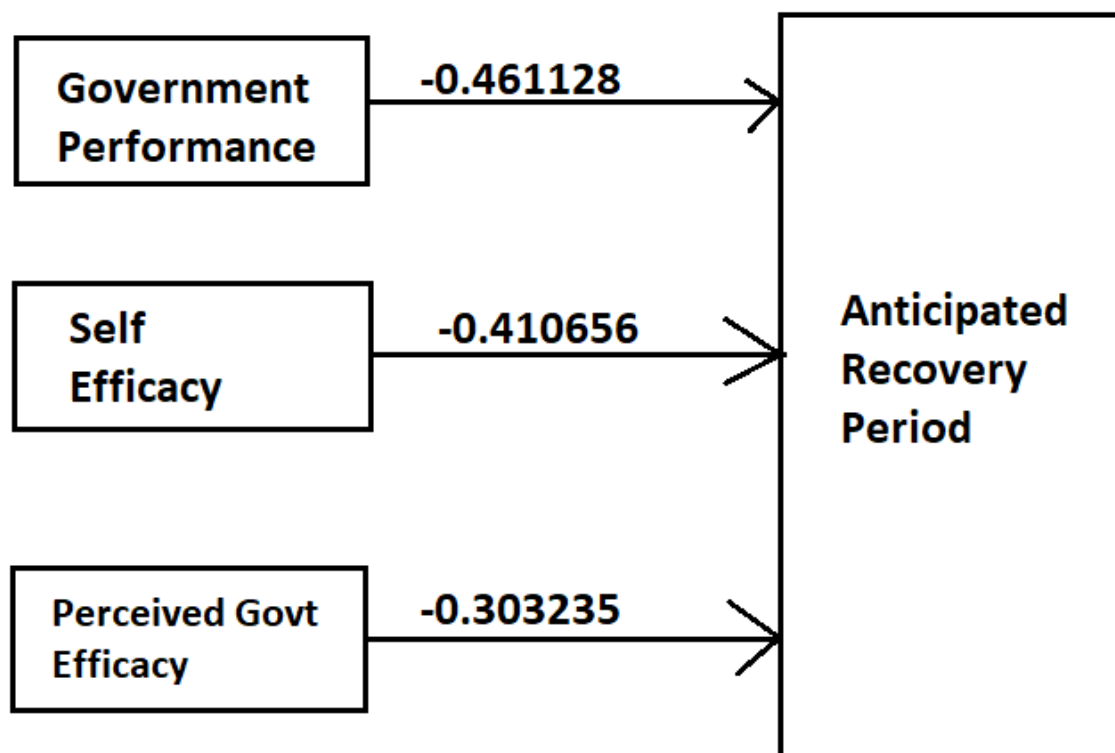 Government
Performance
-0.461128
Self
Efficacy
-0.410656
Anticipated
Recovery
Period
Perceived Govt
Efficacy
-0.303235